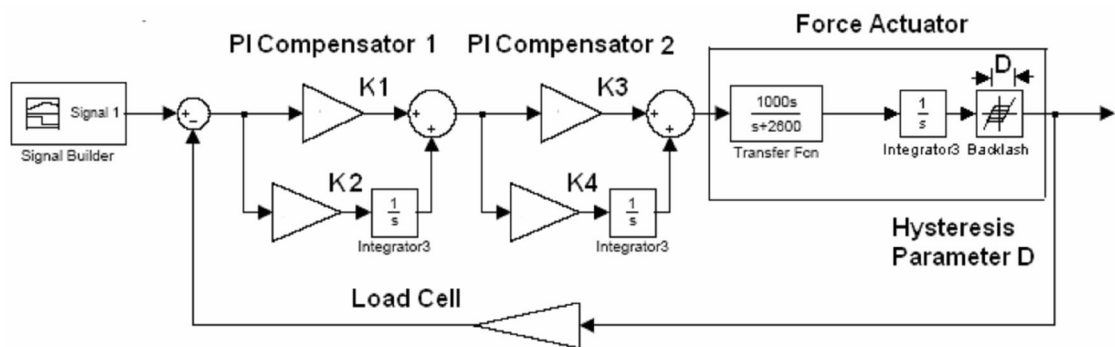 Force Actuator
PI Compensator 1
PI Compensator 2
D
K1
K3
Signal 1
Signal Builder
+
−
+
+
+
+
1000s
s+2600
Transfer Fcn
1
s
Integrator3
Backlash
K2
1
s
Integrator3
K4
1
s
Integrator3
Hysteresis
Parameter D
Load Cell